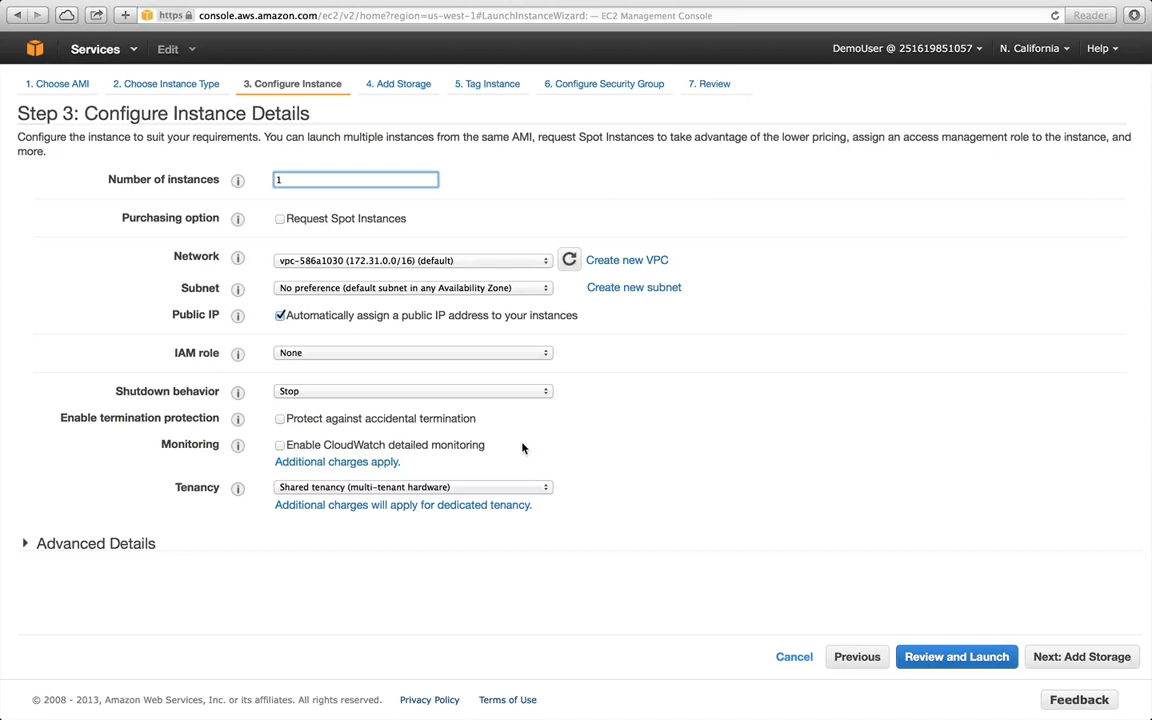 https console.aws.amazon.com/ec2/v2/home?region=us-west-1#LaunchInstanceWizard: — EC2 Management Console Reader
Services Edit DemoUser @ 251619851057 N. California Help
1. Choose AMI 2. Choose Instance Type 3. Configure Instance 4. Add Storage 5. Tag Instance 6. Configure Security Group 7. Review
Step 3: Configure Instance Details
Configure the instance to suit your requirements. You can launch multiple instances from the same AMI, request Spot Instances to take advantage of the lower pricing, assign an access management role to the instance, and
more.
Number of instances i 1
Purchasing option i Request Spot Instances
Network i vpc-586a1030 (172.31.0.0/16) (default) Create new VPC
Subnet i No preference (default subnet in any Availability Zone) Create new subnet
Public IP i Automatically assign a public IP address to your instances
IAM role i None
Shutdown behavior i Stop
Enable termination protection i Protect against accidental termination
Monitoring i Enable CloudWatch detailed monitoring
Additional charges apply.
Tenancy i Shared tenancy (multi-tenant hardware)
Additional charges will apply for dedicated tenancy.
Advanced Details
Cancel Previous Review and Launch Next: Add Storage
© 2008 - 2013, Amazon Web Services, Inc. or its affiliates. All rights reserved. Privacy Policy Terms of Use Feedback